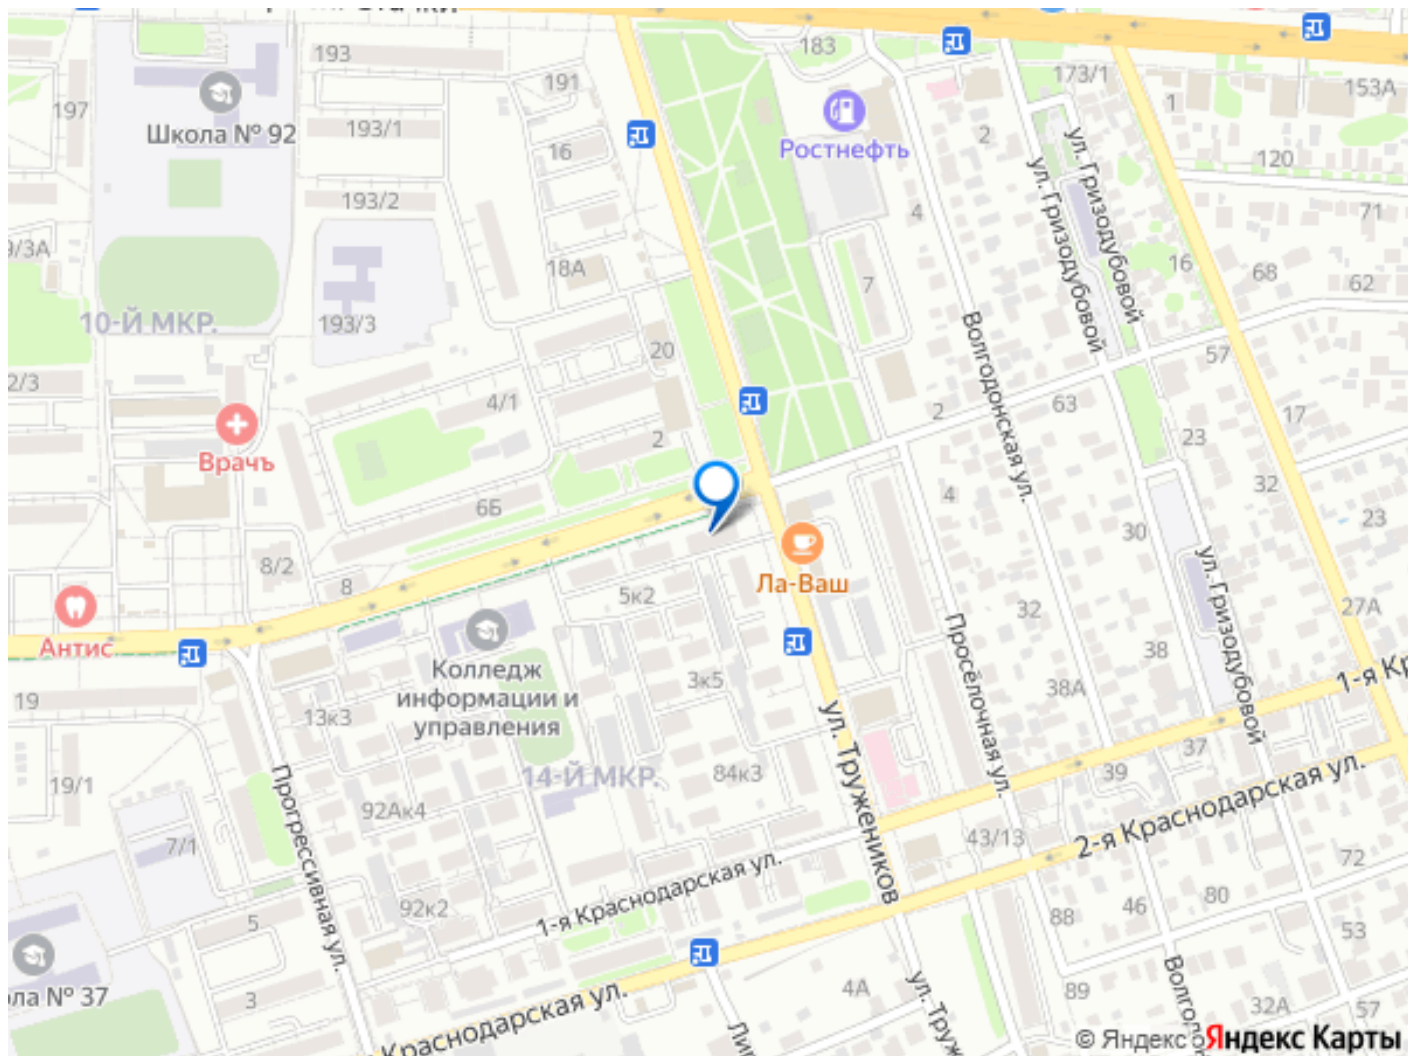 193
183
191
173/1
153А
197
Школа № 92
193/1
1
16
Ростнефть
2
120
ул. Гризодубовой
ул. Гризодубовой
193/2
4
71
9/3А
18А
7
16
68
62
10-Й МКР.
193/3
20
Волгодонская ул.
57
2/3
4/1
2
63
17
2
23
Врачъ
6Б
4
32
23
30
8/2
8
5к2
Ла-Ваш
ул. Гризодубовой
32
27А
Антис
Колледж
информации и
управления
Просёлочная ул.
38
19
3к5
38А
1-я Кр
13к3
ул. Тружеников
37
19/1
14-Й МКР.
84к3
39
Прогрессивная ул.
92Ак4
2-я Краснодарская ул.
7/1
43/13
72
1-я Краснодарская ул.
80
5
92к2
88
46
53
ола № 37
3
4А
89
32А
57
Краснодарская ул.
ул. Труж
Волго
© Яндекс
Яндекс Карты